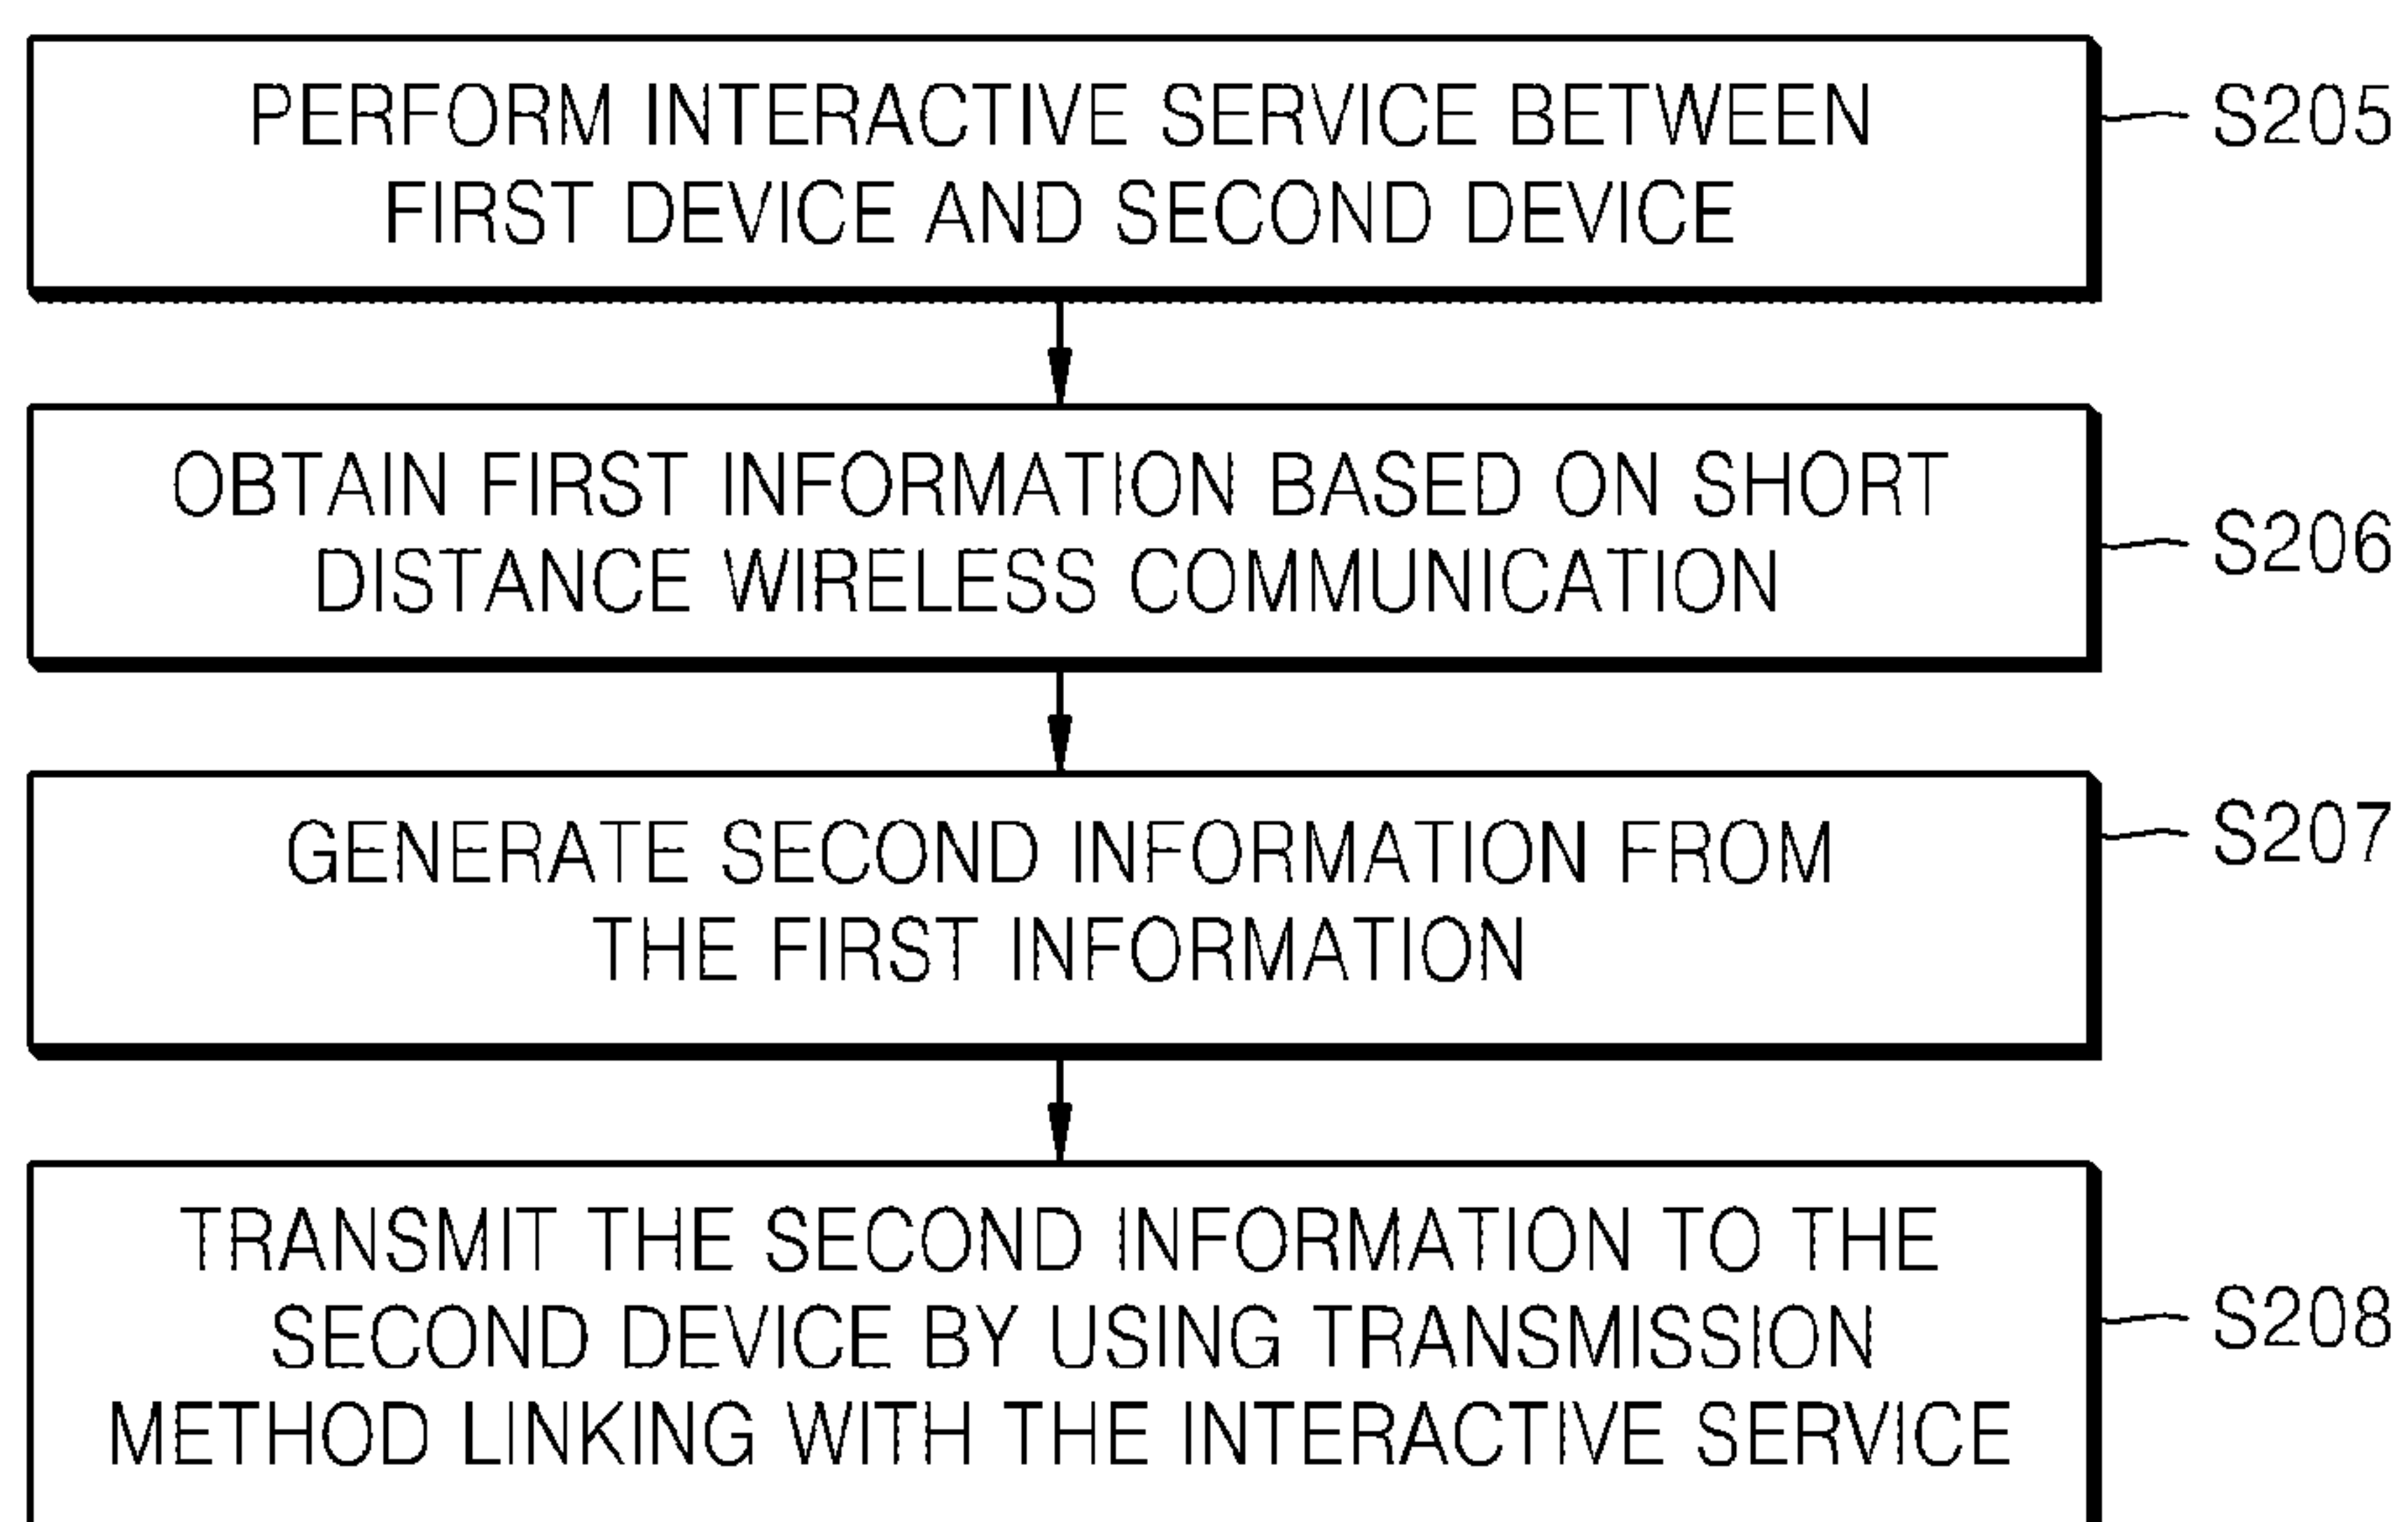 PERFORM INTERACTIVE SERVICE BETWEEN
FIRST DEVICE AND SECOND DEVICE
S205
OBTAIN FIRST INFORMATION BASED ON SHORT
DISTANCE WIRELESS COMMUNICATION
S206
GENERATE SECOND INFORMATION FROM
THE FIRST INFORMATION
S207
TRANSMIT THE SECOND INFORMATION TO THE
SECOND DEVICE BY USING TRANSMISSION
METHOD LINKING WITH THE INTERACTIVE SERVICE
S208